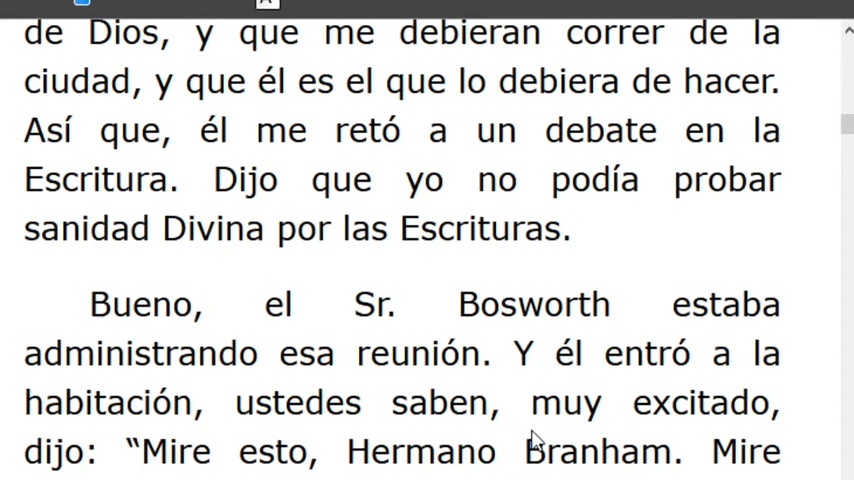 de Dios, y que me debieran correr de la
ciudad, y que él es el que lo debiera de hacer.
Así que, él me retó a un debate en la
Escritura. Dijo que yo no podía probar
sanidad Divina por las Escrituras.
Bueno, el Sr. Bosworth estaba
administrando esa reunión. Y él entró a la
habitación, ustedes saben, muy excitado,
dijo: “Mire esto, Hermano Branham. Mire